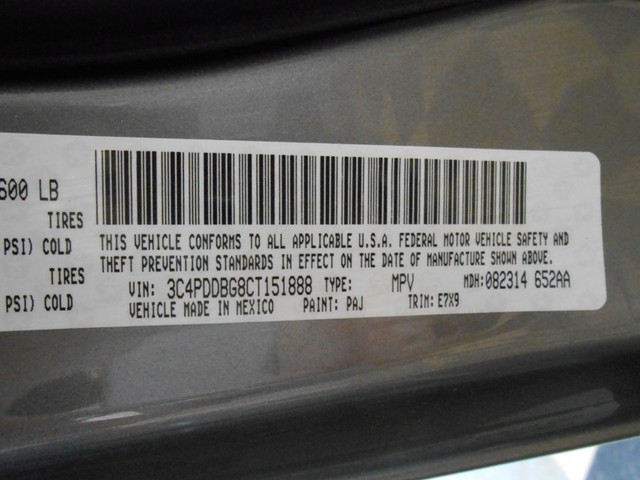 600 LB
TIRES
PSI) COLD
TIRES
PSI) COLD
THIS VEHICLE CONFORMS TO ALL APPLICABLE U.S.A. FEDERAL MOTOR VEHICLE SAFETY AND
THEFT PREVENTION STANDARDS IN EFFECT ON THE DATE OF MANUFACTURE SHOWN ABOVE.
VIN: 3C4PDDBG8CT151888 TYPE: MPV MDH: 082314 652AA
VEHICLE MADE IN MEXICO PAINT: PAJ TRIM: E7X9